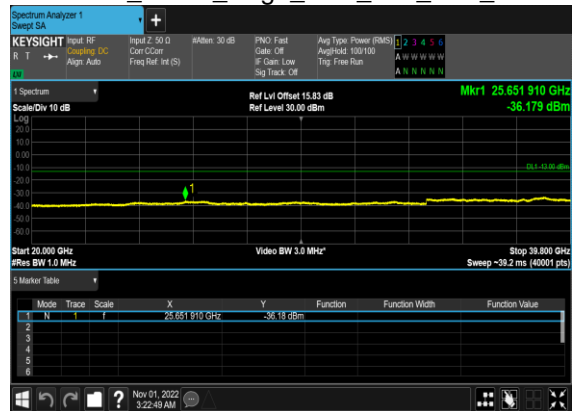 Spectrum Analyzer 1
Swept SA
+
KEYSIGHT Input: RF Input Z: 50 Ω #Atten: 30 dB PNO: Fast Avg Type: Power (RMS) 1 2 3 4 5 6
R T Coupling: DC Corr CCorr Gate: Off Avg|Hold: 100/100 A W W W W W
Align: Auto Freq Ref: Int (S) IF Gain: Low Trig: Free Run
LW Sig Track: Off A N N N N N
1 Spectrum Ref Lvl Offset 15.83 dB Mkr1 25.651 910 GHz
Scale/Div 10 dB Ref Level 30.00 dBm -36.179 dBm
Log
20.0
10.0
0.00
-10.0 DL1 -13.00 dBm
-20.0
-30.0 1
-40.0
-50.0
-60.0
Start 20.000 GHz Video BW 3.0 MHz* Stop 39.800 GHz
#Res BW 1.0 MHz Sweep ~39.2 ms (40001 pts)
5 Marker Table
Mode Trace Scale X Y Function Function Width Function Value
1 N 1 f 25.651 910 GHz -36.18 dBm
2
3
4
5
6
? Nov 01, 2022
3:22:49 AM